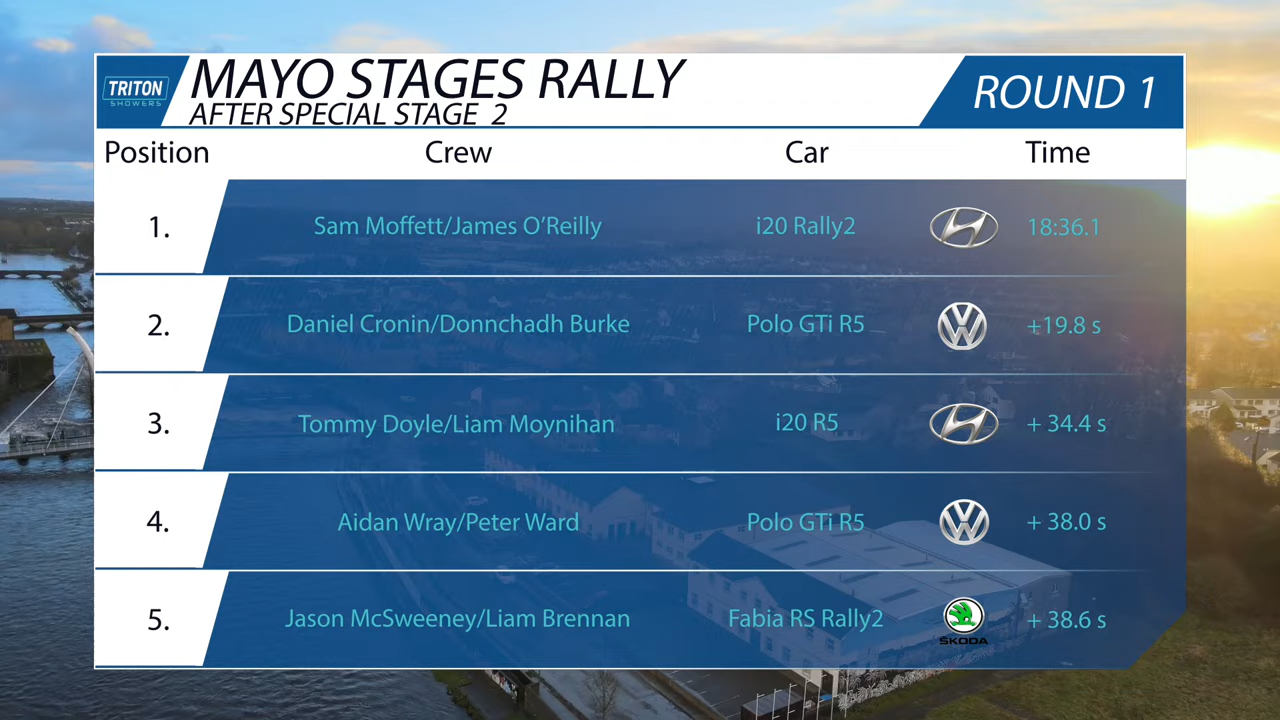 TRITON
SHOWERS
MAYO STAGES RALLY
AFTER SPECIAL STAGE 2
ROUND 1
Position Crew Car Time
1. Sam Moffett/James O’Reilly i20 Rally2 18:36.1
2. Daniel Cronin/Donnchadh Burke Polo GTi R5 +19.8 s
3. Tommy Doyle/Liam Moynihan i20 R5 + 34.4 s
4. Aidan Wray/Peter Ward Polo GTi R5 + 38.0 s
5. Jason McSweeney/Liam Brennan Fabia RS Rally2 ŠKODA + 38.6 s